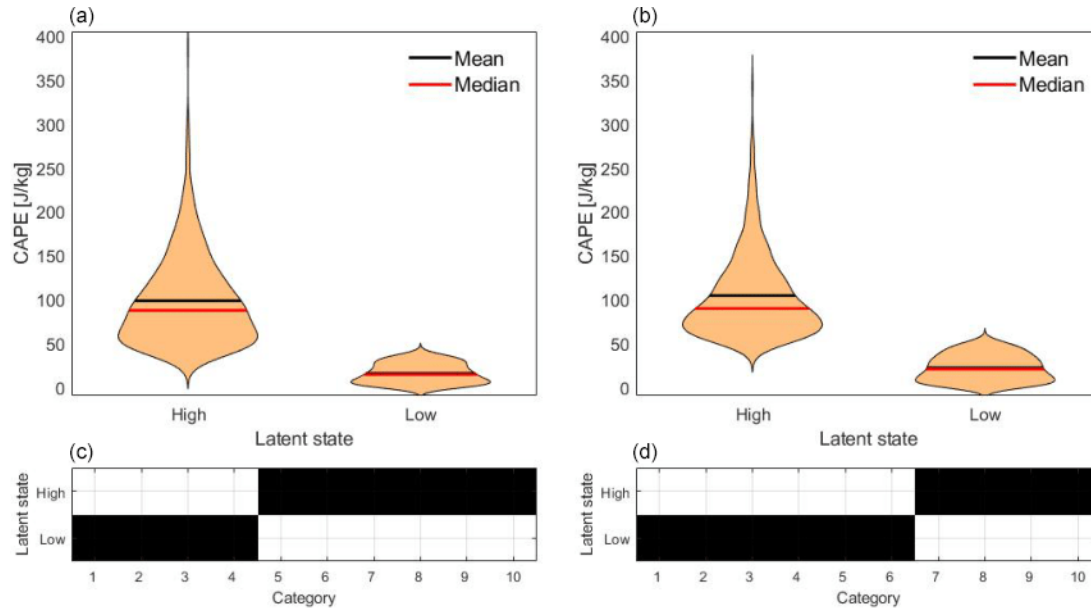 (a)
400
350
300
250
200
150
100
50
0
CAPE [J/kg]
Mean
Median
High
Low
Latent state
(b)
400
350
300
250
200
150
100
50
0
CAPE [J/kg]
Mean
Median
High
Low
Latent state
(c)
Latent state
High
Low
1 2 3 4 5 6 7 8 9 10
Category
(d)
Latent state
High
Low
1 2 3 4 5 6 7 8 9 10
Category